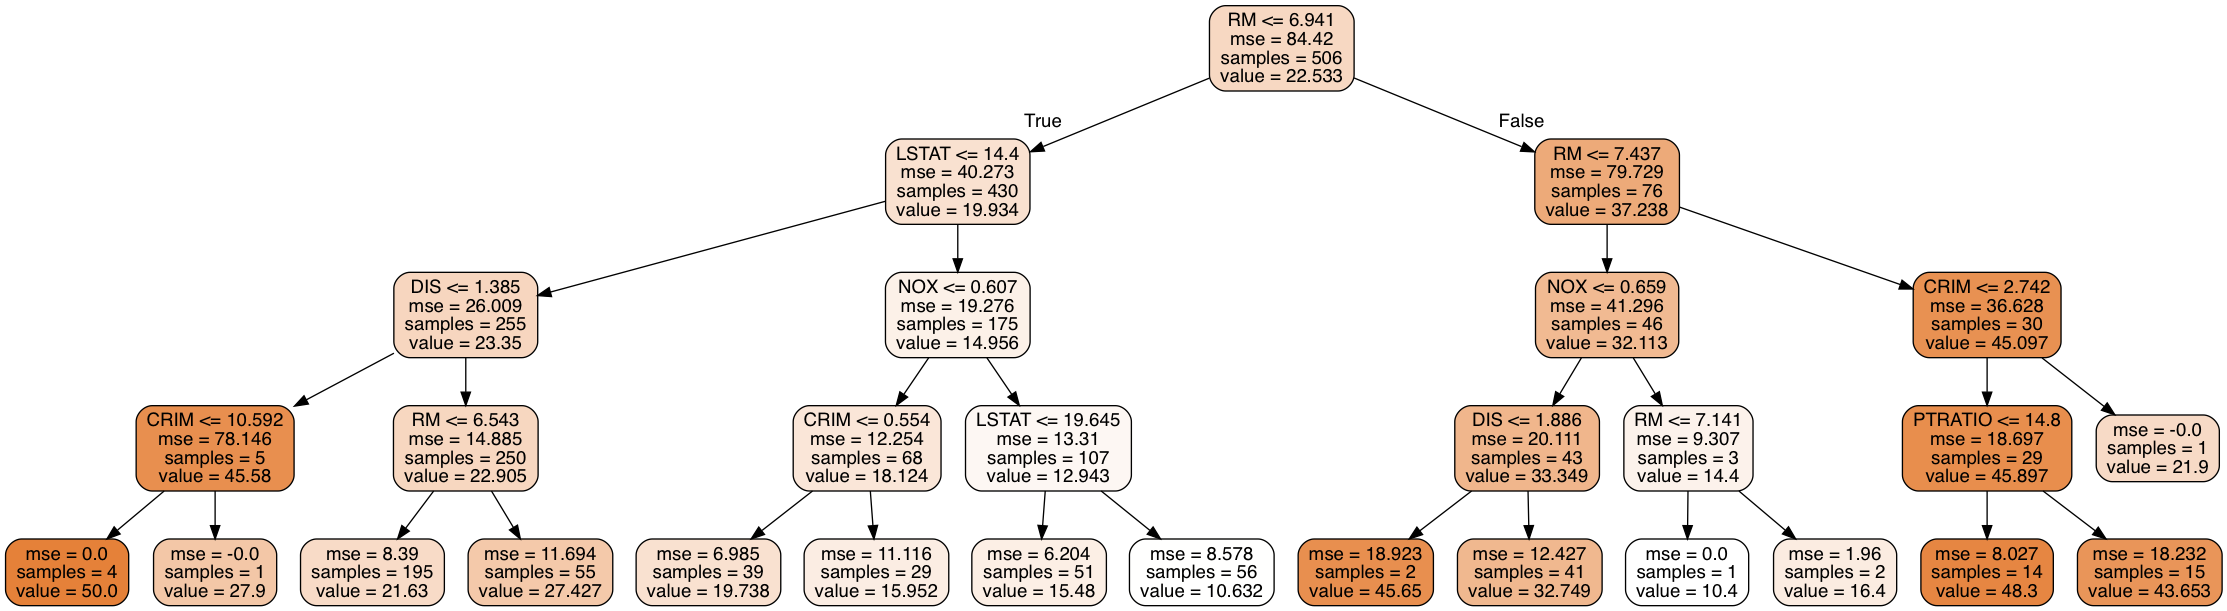 RM <= 6.941
mse = 84.42
samples = 506
value = 22.533
True
False
LSTAT <= 14.4
mse = 40.273
samples = 430
value = 19.934
RM <= 7.437
mse = 79.729
samples = 76
value = 37.238
DIS <= 1.385
mse = 26.009
samples = 255
value = 23.35
NOX <= 0.607
mse = 19.276
samples = 175
value = 14.956
NOX <= 0.659
mse = 41.296
samples = 46
value = 32.113
CRIM <= 2.742
mse = 36.628
samples = 30
value = 45.097
CRIM <= 10.592
mse = 78.146
samples = 5
value = 45.58
RM <= 6.543
mse = 14.885
samples = 250
value = 22.905
CRIM <= 0.554
mse = 12.254
samples = 68
value = 18.124
LSTAT <= 19.645
mse = 13.31
samples = 107
value = 12.943
DIS <= 1.886
mse = 20.111
samples = 43
value = 33.349
RM <= 7.141
mse = 9.307
samples = 3
value = 14.4
PTRATIO <= 14.8
mse = 18.697
samples = 29
value = 45.897
mse = -0.0
samples = 1
value = 21.9
mse = 0.0
samples = 4
value = 50.0
mse = -0.0
samples = 1
value = 27.9
mse = 8.39
samples = 195
value = 21.63
mse = 11.694
samples = 55
value = 27.427
mse = 6.985
samples = 39
value = 19.738
mse = 11.116
samples = 29
value = 15.952
mse = 6.204
samples = 51
value = 15.48
mse = 8.578
samples = 56
value = 10.632
mse = 18.923
samples = 2
value = 45.65
mse = 12.427
samples = 41
value = 32.749
mse = 0.0
samples = 1
value = 10.4
mse = 1.96
samples = 2
value = 16.4
mse = 8.027
samples = 14
value = 48.3
mse = 18.232
samples = 15
value = 43.653